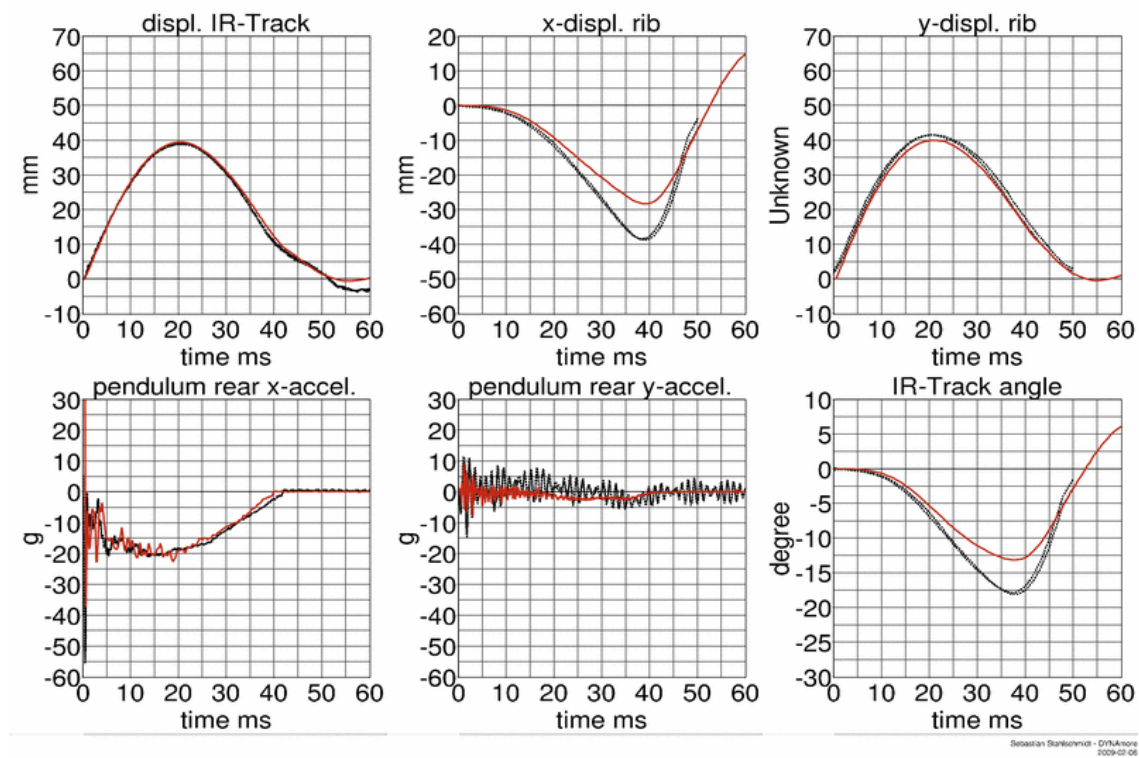 displ. IR-Track
70
60
50
40
30
20
10
0
-10
mm
0 10 20 30 40 50 60
time ms
x-displ. rib
20
10
0
-10
-20
-30
-40
-50
-60
mm
0 10 20 30 40 50 60
time ms
y-displ. rib
70
60
50
40
30
20
10
0
-10
Unknown
0 10 20 30 40 50 60
time ms
pendulum rear x-accel.
30
20
10
0
-10
-20
-30
-40
-50
-60
g
0 10 20 30 40 50 60
time ms
pendulum rear y-accel.
30
20
10
0
-10
-20
-30
-40
-50
-60
g
0 10 20 30 40 50 60
time ms
IR-Track angle
10
5
0
-5
-10
-15
-20
-25
-30
degree
0 10 20 30 40 50 60
time ms
Sebastian Stahlschmidt - DYNAmore
2009-02-06